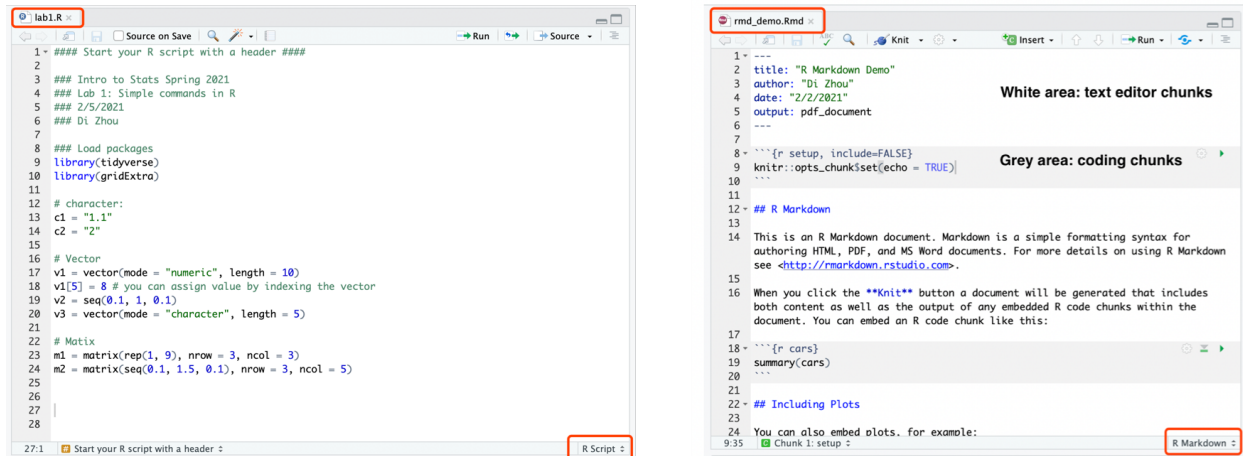 lab1.R
Source on Save
Run
Source
1 #### Start your R script with a header ####
2
3 ### Intro to Stats Spring 2021
4 ### Lab 1: Simple commands in R
5 ### 2/5/2021
6 ### Di Zhou
7
8 ### Load packages
9 library(tidyverse)
10 library(gridExtra)
11
12 # character:
13 c1 = "1.1"
14 c2 = "2"
15
16 # Vector
17 v1 = vector(mode = "numeric", length = 10)
18 v1[5] = 8 # you can assign value by indexing the vector
19 v2 = seq(0.1, 1, 0.1)
20 v3 = vector(mode = "character", length = 5)
21
22 # Matix
23 m1 = matrix(rep(1, 9), nrow = 3, ncol = 3)
24 m2 = matrix(seq(0.1, 1.5, 0.1), nrow = 3, ncol = 5)
25
26
27
28
27:1 # Start your R script with a header
R Script
rmd_demo.Rmd
ABC
Knit
Insert
Run
1 ---
2 title: "R Markdown Demo"
3 author: "Di Zhou"
4 date: "2/2/2021"
5 output: pdf_document
6 ---
White area: text editor chunks
7
8 ```{r setup, include=FALSE}
9 knitr::opts_chunk$set(echo = TRUE)
10 ```
Grey area: coding chunks
11
12 ## R Markdown
13
14 This is an R Markdown document. Markdown is a simple formatting syntax for
authoring HTML, PDF, and MS Word documents. For more details on using R Markdown
see <http://rmarkdown.rstudio.com>.
15
16 When you click the **Knit** button a document will be generated that includes
both content as well as the output of any embedded R code chunks within the
document. You can embed an R code chunk like this:
17
18 ```{r cars}
19 summary(cars)
20 ```
21
22 ## Including Plots
23
24 You can also embed plots, for example:
9:35 C Chunk 1: setup
R Markdown